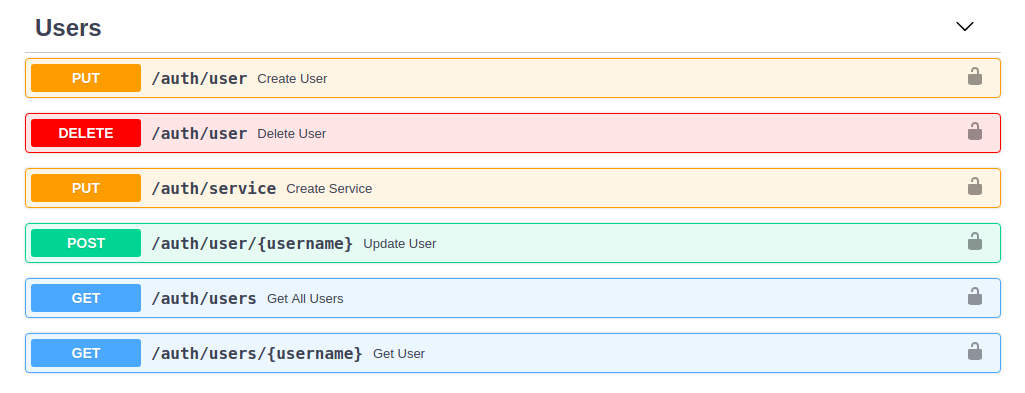 Users
PUT /auth/user Create User
DELETE /auth/user Delete User
PUT /auth/service Create Service
POST /auth/user/{username} Update User
GET /auth/users Get All Users
GET /auth/users/{username} Get User